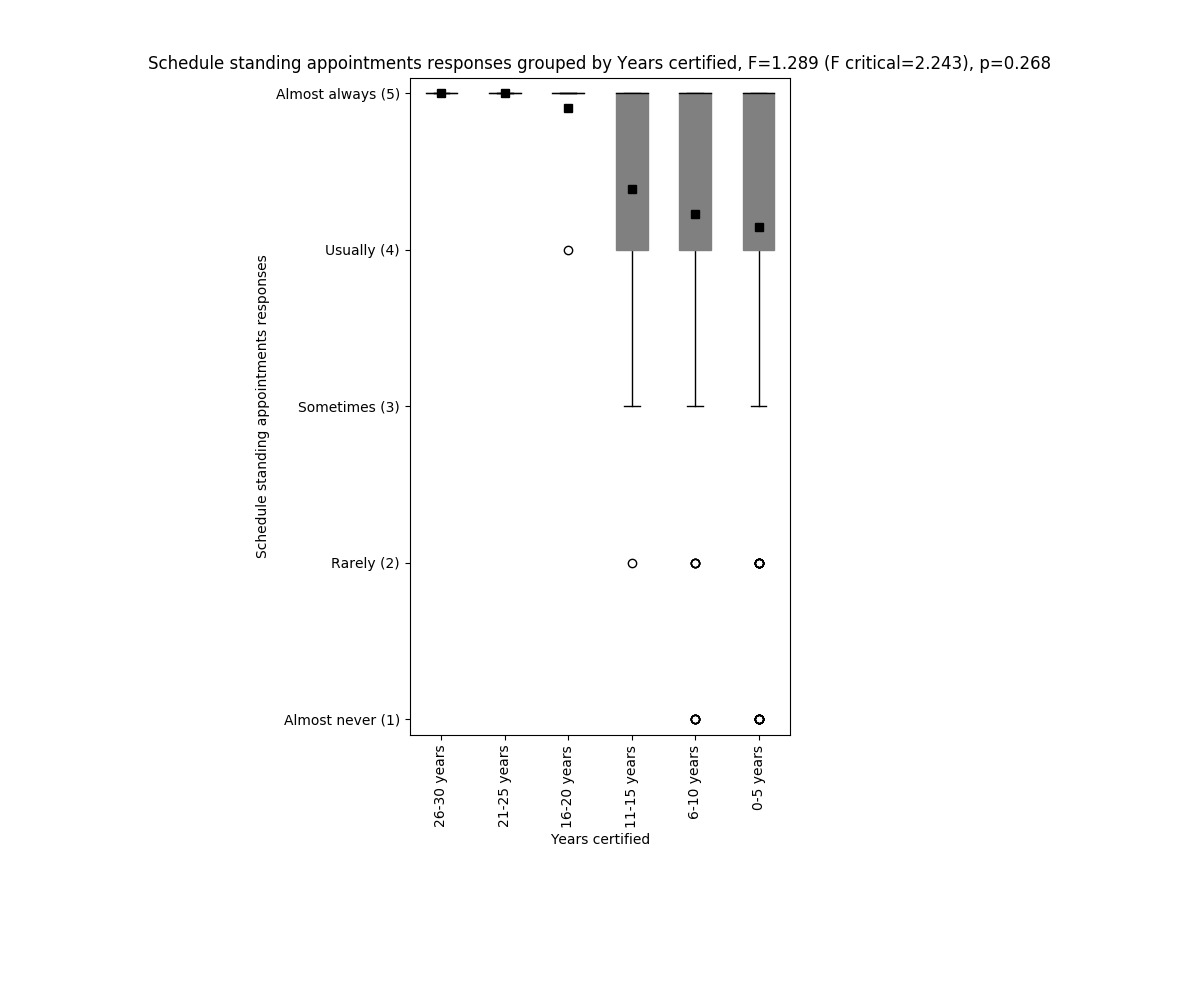 Schedule standing appointments responses grouped by Years certified, F=1.289 (F critical=2.243), p=0.268
Almost always (5)
Usually (4)
Sometimes (3)
Rarely (2)
Almost never (1)
Schedule standing appointments responses
26-30 years
21-25 years
16-20 years
11-15 years
6-10 years
0-5 years
Years certified